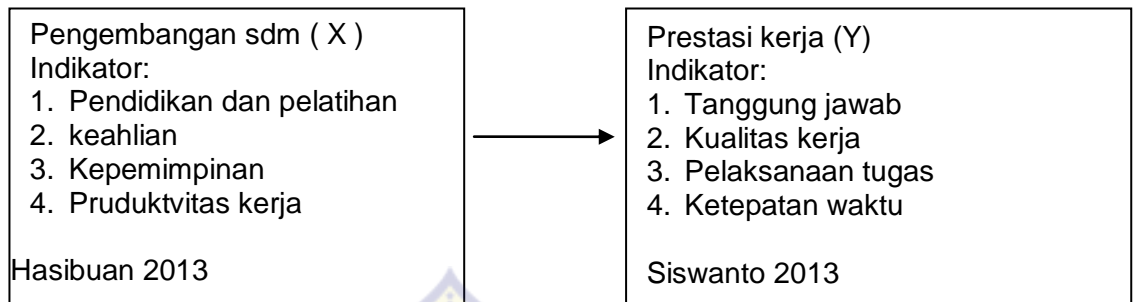 Pengembangan sdm ( X )
Indikator:
1. Pendidikan dan pelatihan
2. keahlian
3. Kepemimpinan
4. Pruduktvitas kerja
Hasibuan 2013
Prestasi kerja (Y)
Indikator:
1. Tanggung jawab
2. Kualitas kerja
3. Pelaksanaan tugas
4. Ketepatan waktu
Siswanto 2013